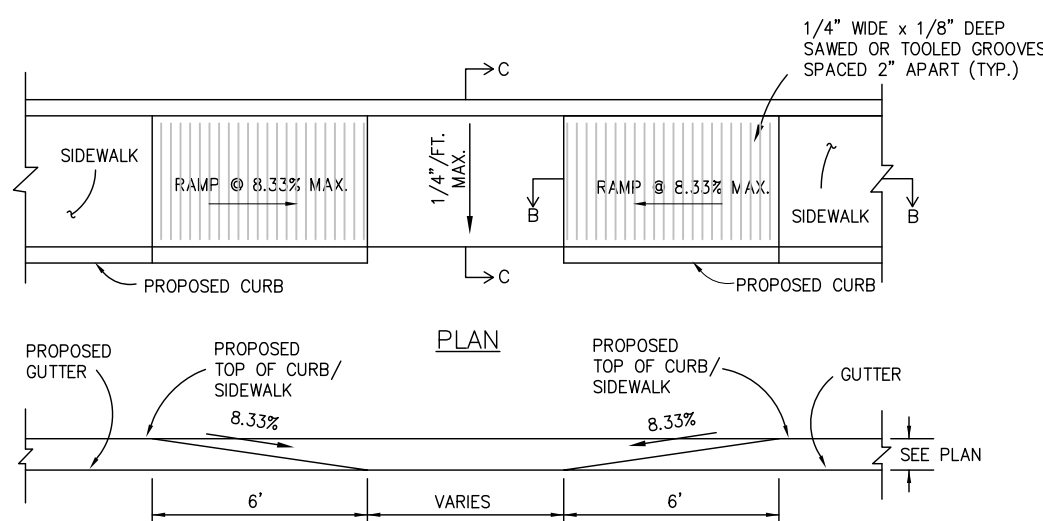 1/4" WIDE x 1/8" DEEP
SAWED OR TOOLED GROOVES
SPACED 2" APART (TYP.)
C
SIDEWALK
RAMP @ 8.33% MAX.
1/4"/FT.
MAX.
B
RAMP @ 8.33% MAX.
SIDEWALK
B
C
PROPOSED CURB
PROPOSED CURB
PLAN
PROPOSED
GUTTER
PROPOSED
TOP OF CURB/
SIDEWALK
PROPOSED
TOP OF CURB/
SIDEWALK
GUTTER
8.33%
8.33%
SEE PLAN
6'
VARIES
6'